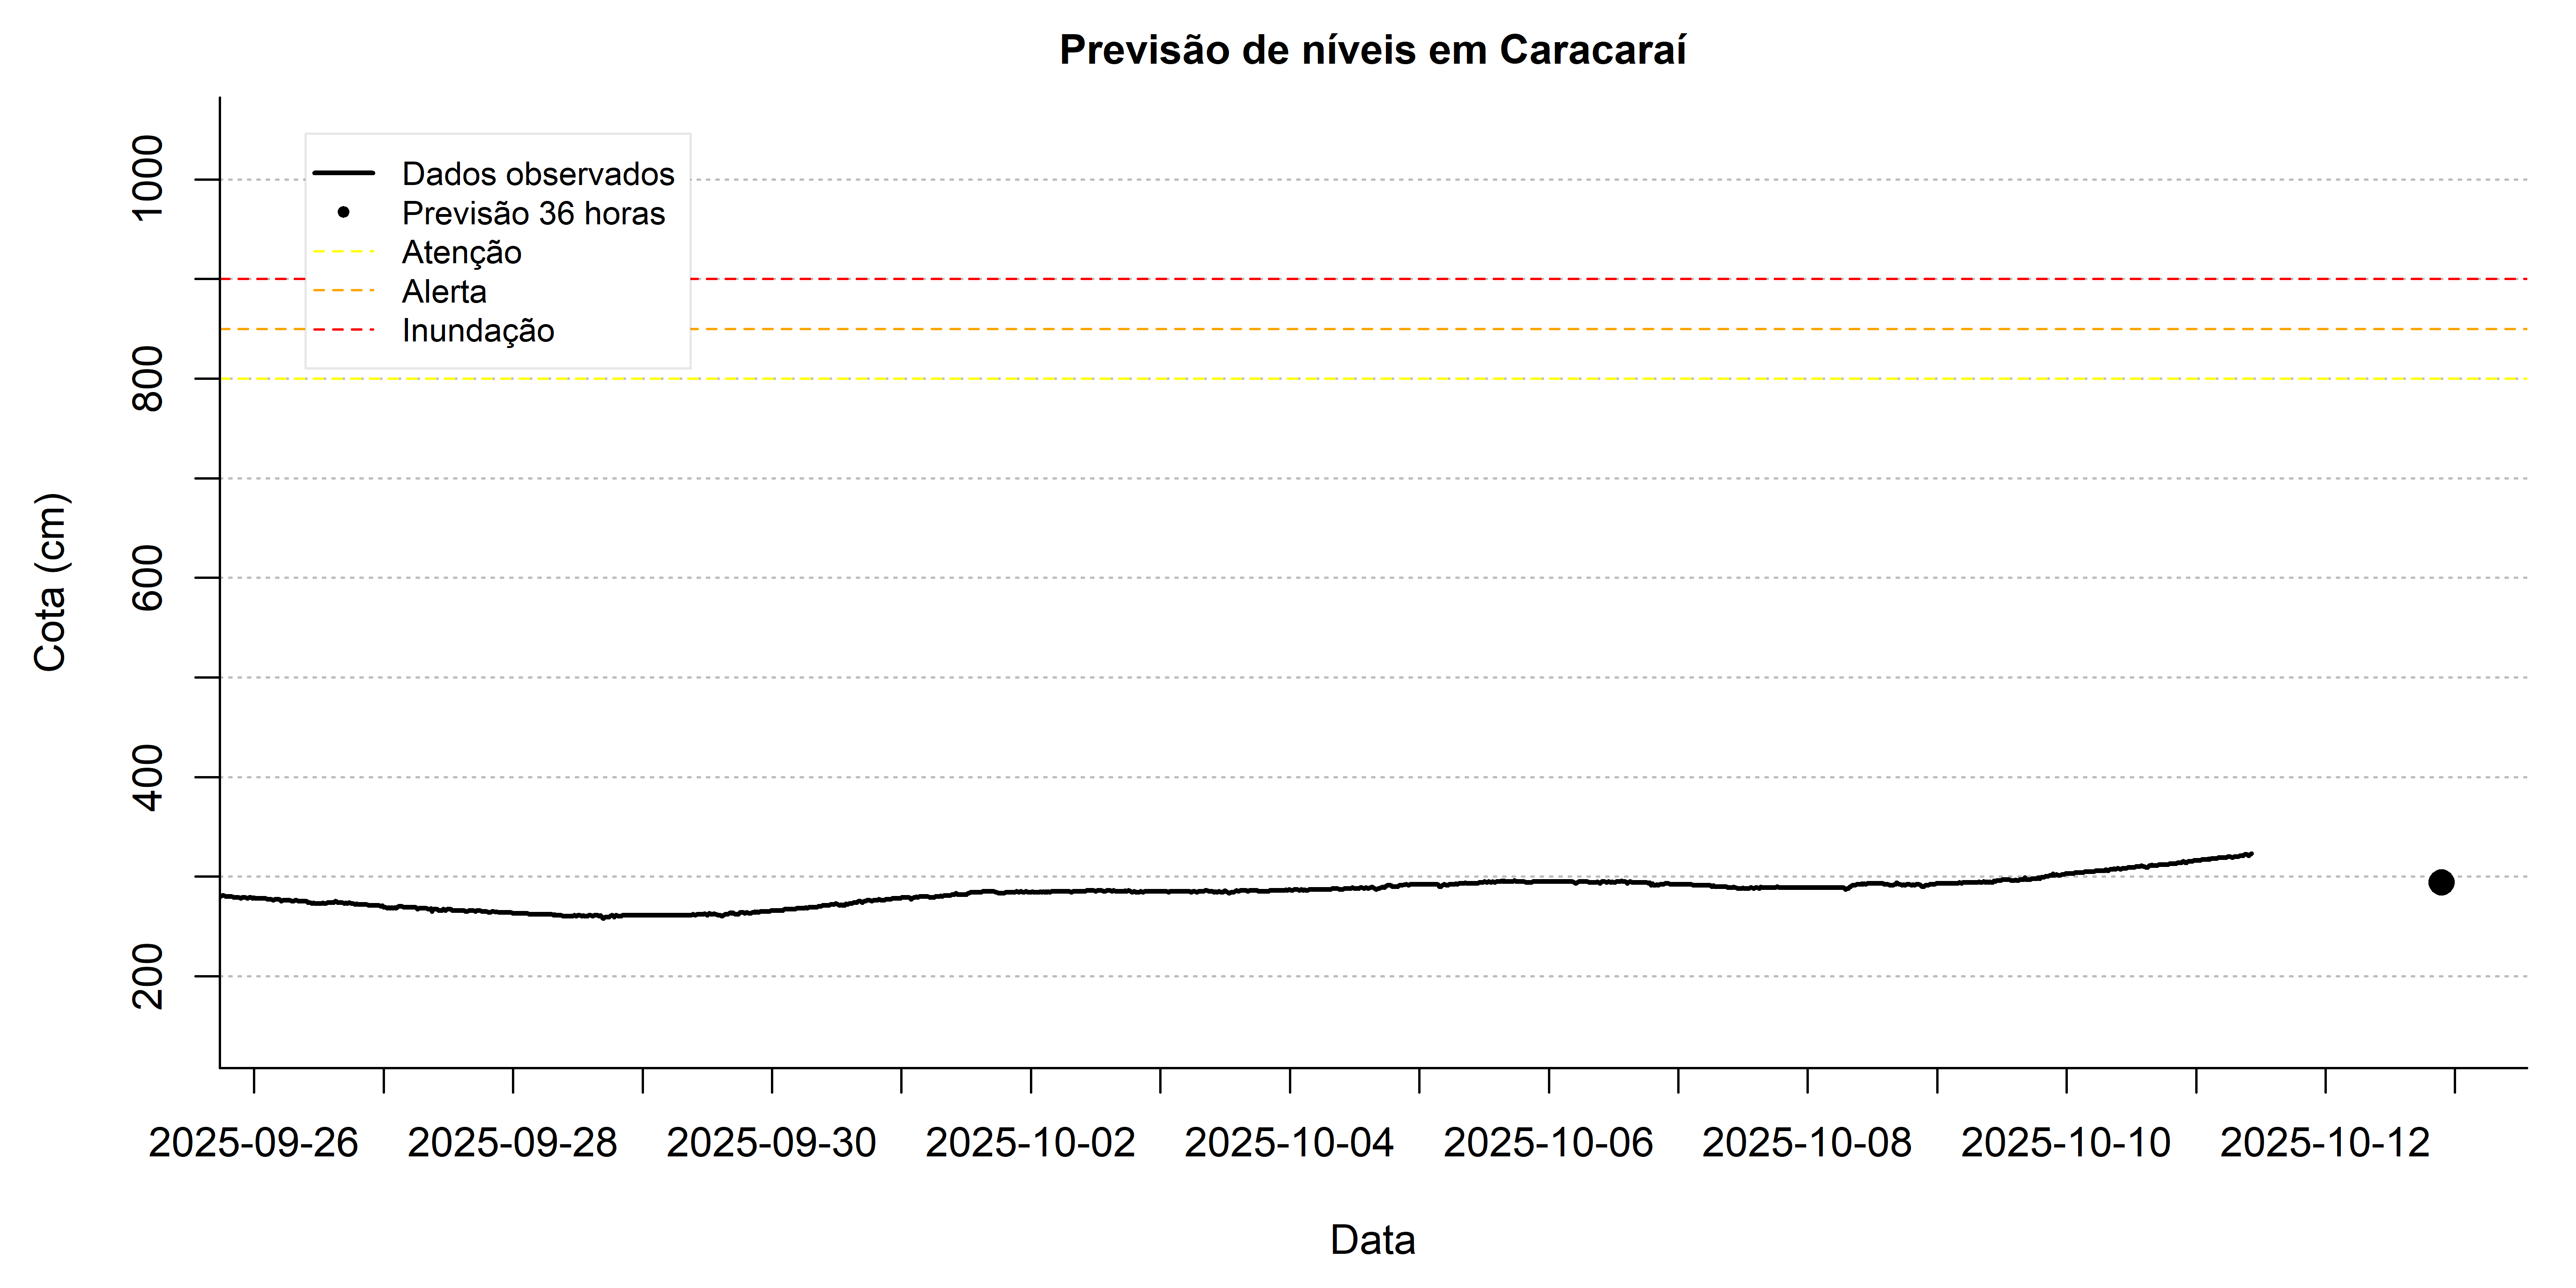 Previsão de níveis em Caracaraí
Dados observados
Previsão 36 horas
Atenção
Alerta
Inundação
Cota (cm)
1000
800
600
400
200
2025-09-26
2025-09-28
2025-09-30
2025-10-02
2025-10-04
2025-10-06
2025-10-08
2025-10-10
2025-10-12
Data